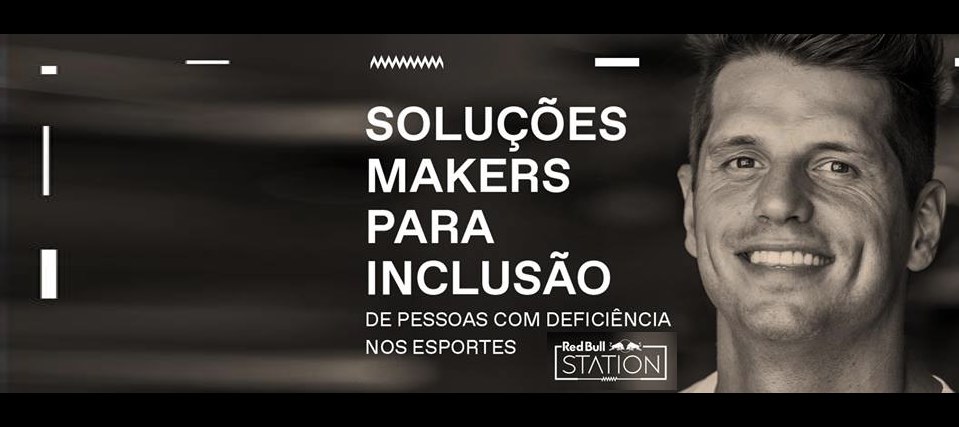 SOLUÇÕES
MAKERS
PARA
INCLUSÃO
DE PESSOAS COM DEFICIÊNCIA
NOS ESPORTES
Red Bull
STATION